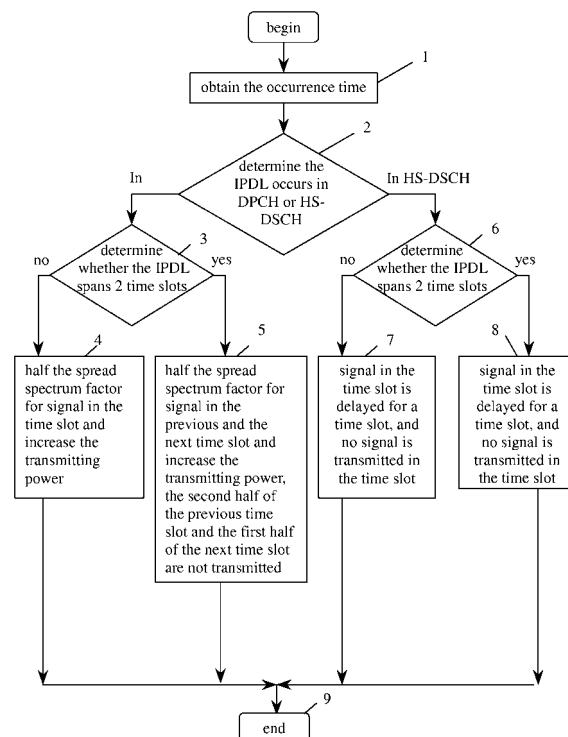 begin
1
obtain the occurrence time
2
determine the
IPDL occurs in
DPCH or HS-
DSCH
In
In HS-DSCH
3
determine
whether the IPDL
spans 2 time slots
no
yes
6
determine
whether the IPDL
spans 2 time slots
no
yes
4
half the spread
spectrum factor
for signal in the
time slot and
increase the
transmitting
power
5
half the spread
spectrum factor for
signal in the
previous and the
next time slot and
increase the
transmitting power,
the second half of
the previous time
slot and the first half
of the next time slot
are not transmitted
7
signal in the
time slot is
delayed for a
time slot, and
no signal is
transmitted in
the time slot
8
signal in the
time slot is
delayed for a
time slot, and
no signal is
transmitted in
the time slot
9
end